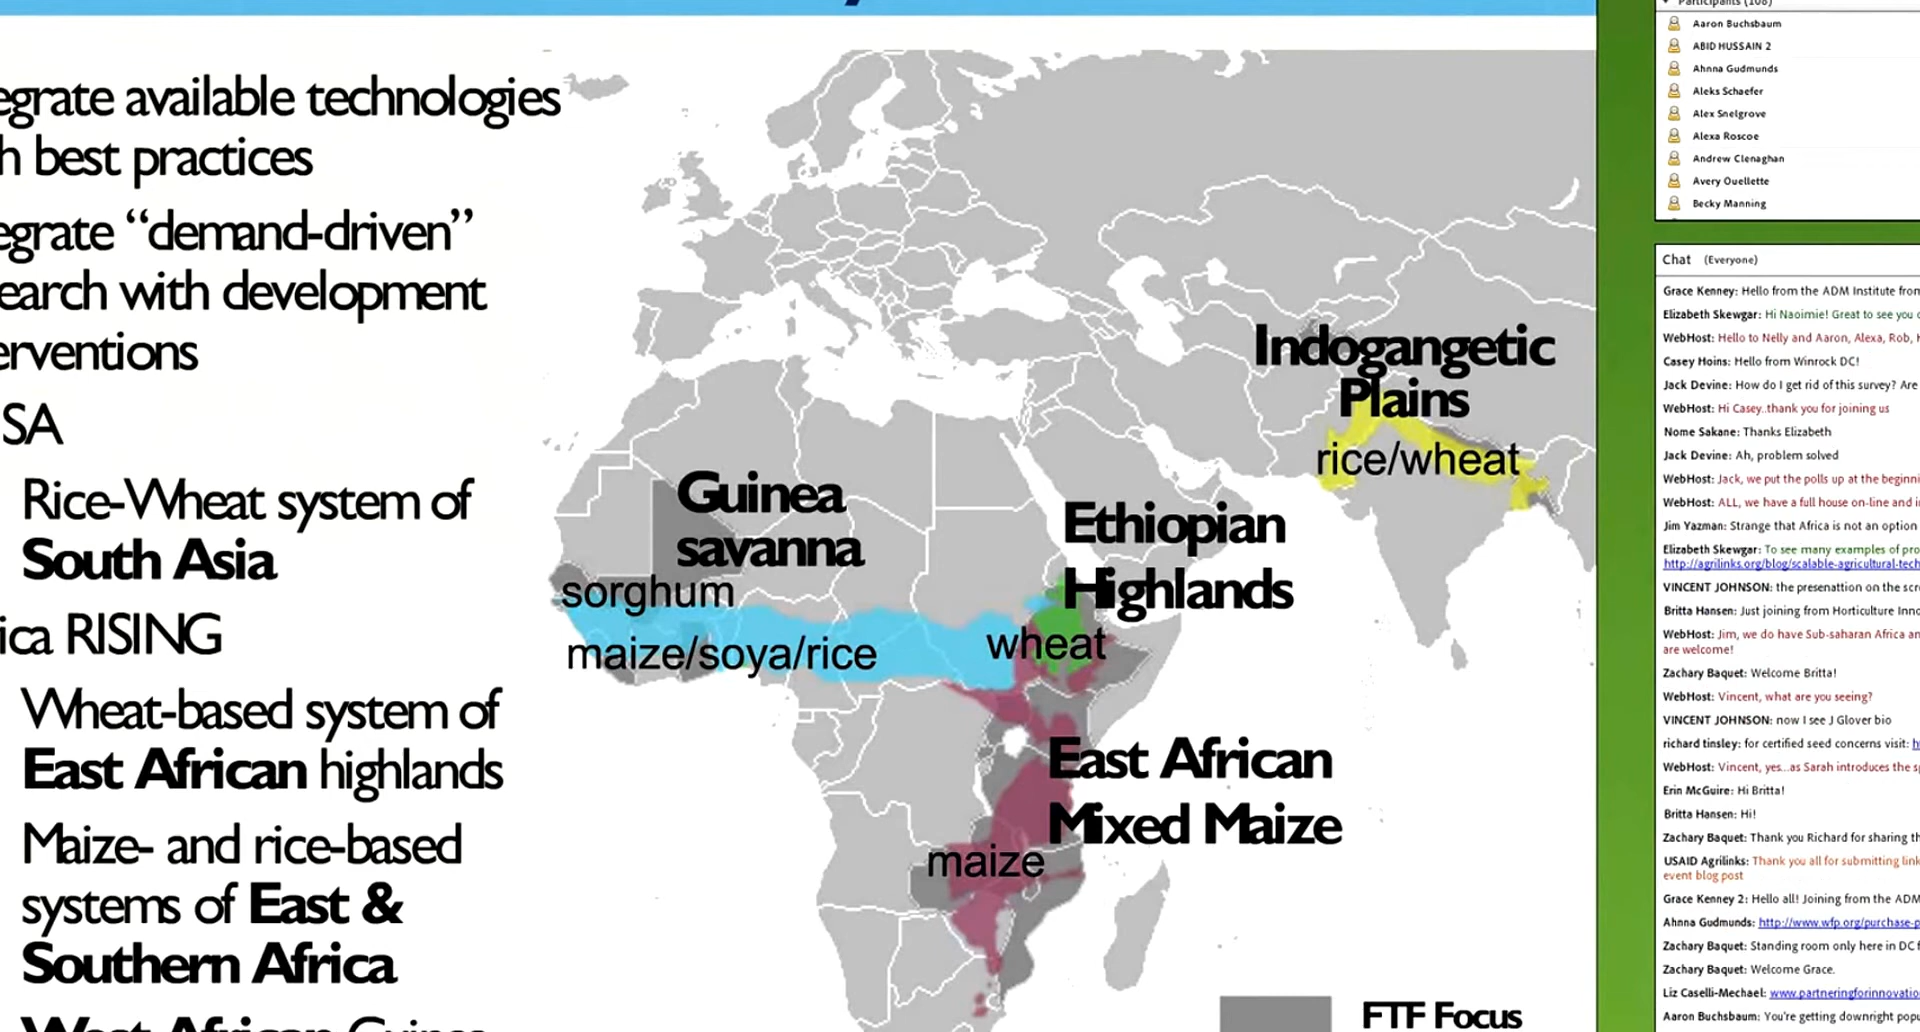 egrate available technologies
h best practices
egrate “demand-driven”
earch with development
erventions
SA
Rice-Wheat system of
South Asia
ica RISING
Wheat-based system of
East African highlands
Maize- and rice-based
systems of East &
Southern Africa
West African Guinea
Indogangetic
Plains
rice/wheat
Guinea
savanna
sorghum
maize/soya/rice
Ethiopian
Highlands
wheat
East African
Mixed Maize
maize
FTF Focus
Participants (108)
Aaron Buchsbaum
ABID HUSSAIN 2
Ahnna Gudmunds
Aleks Schaefer
Alex Snelgrove
Alexa Roscoe
Andrew Clenaghan
Avery Ouellette
Becky Manning
Chat (Everyone)
Grace Kenney: Hello from the ADM Institute from
Elizabeth Skewgar: Hi Naoimie! Great to see you
WebHost: Hello to Nelly and Aaron, Alexa, Rob,
Casey Hoins: Hello from Winrock DC!
Jack Devine: How do I get rid of this survey? Are
WebHost: Hi Casey..thank you for joining us
Nome Sakane: Thanks Elizabeth
Jack Devine: Ah, problem solved
WebHost: Jack, we put the polls up at the beginni
WebHost: ALL, we have a full house on-line and i
Jim Yazman: Strange that Africa is not an option
Elizabeth Skewgar: To see many examples of pro
http://agrilinks.org/blog/scalable-agricultural-tech
VINCENT JOHNSON: the presenattion on the scr
Britta Hansen: Just joining from Horticulture Inno
WebHost: Jim, we do have Sub-saharan Africa an
are welcome!
Zachary Baquet: Welcome Britta!
WebHost: Vincent, what are you seeing?
VINCENT JOHNSON: now I see J Glover bio
richard tinsley: for certified seed concerns visit: h
WebHost: Vincent, yes...as Sarah introduces the s
Erin McGuire: Hi Britta!
Britta Hansen: Hi!
Zachary Baquet: Thank you Richard for sharing th
USAID Agrilinks: Thank you all for submitting link
event blog post
Grace Kenney 2: Hello all! Joining from the ADM
Ahnna Gudmunds: http://www.wfp.org/purchase-p
Zachary Baquet: Standing room only here in DC f
Zachary Baquet: Welcome Grace.
Liz Caselli-Mechael: www.partneringforinnovatio
Aaron Buchsbaum: You're getting downright popu